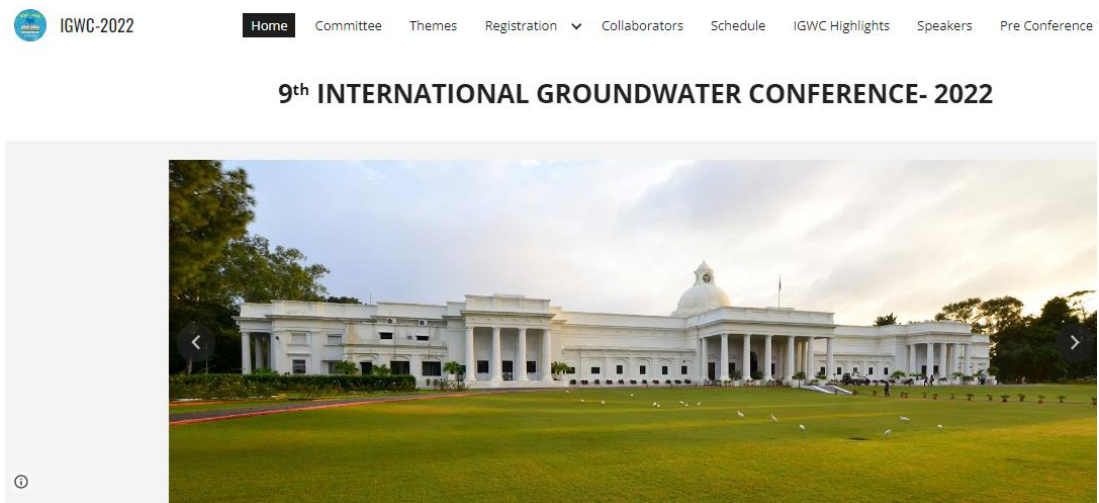 IGWC-2022
Home Committee Themes Registration Collaborators Schedule IGWC Highlights Speakers Pre Conference
9th INTERNATIONAL GROUNDWATER CONFERENCE- 2022